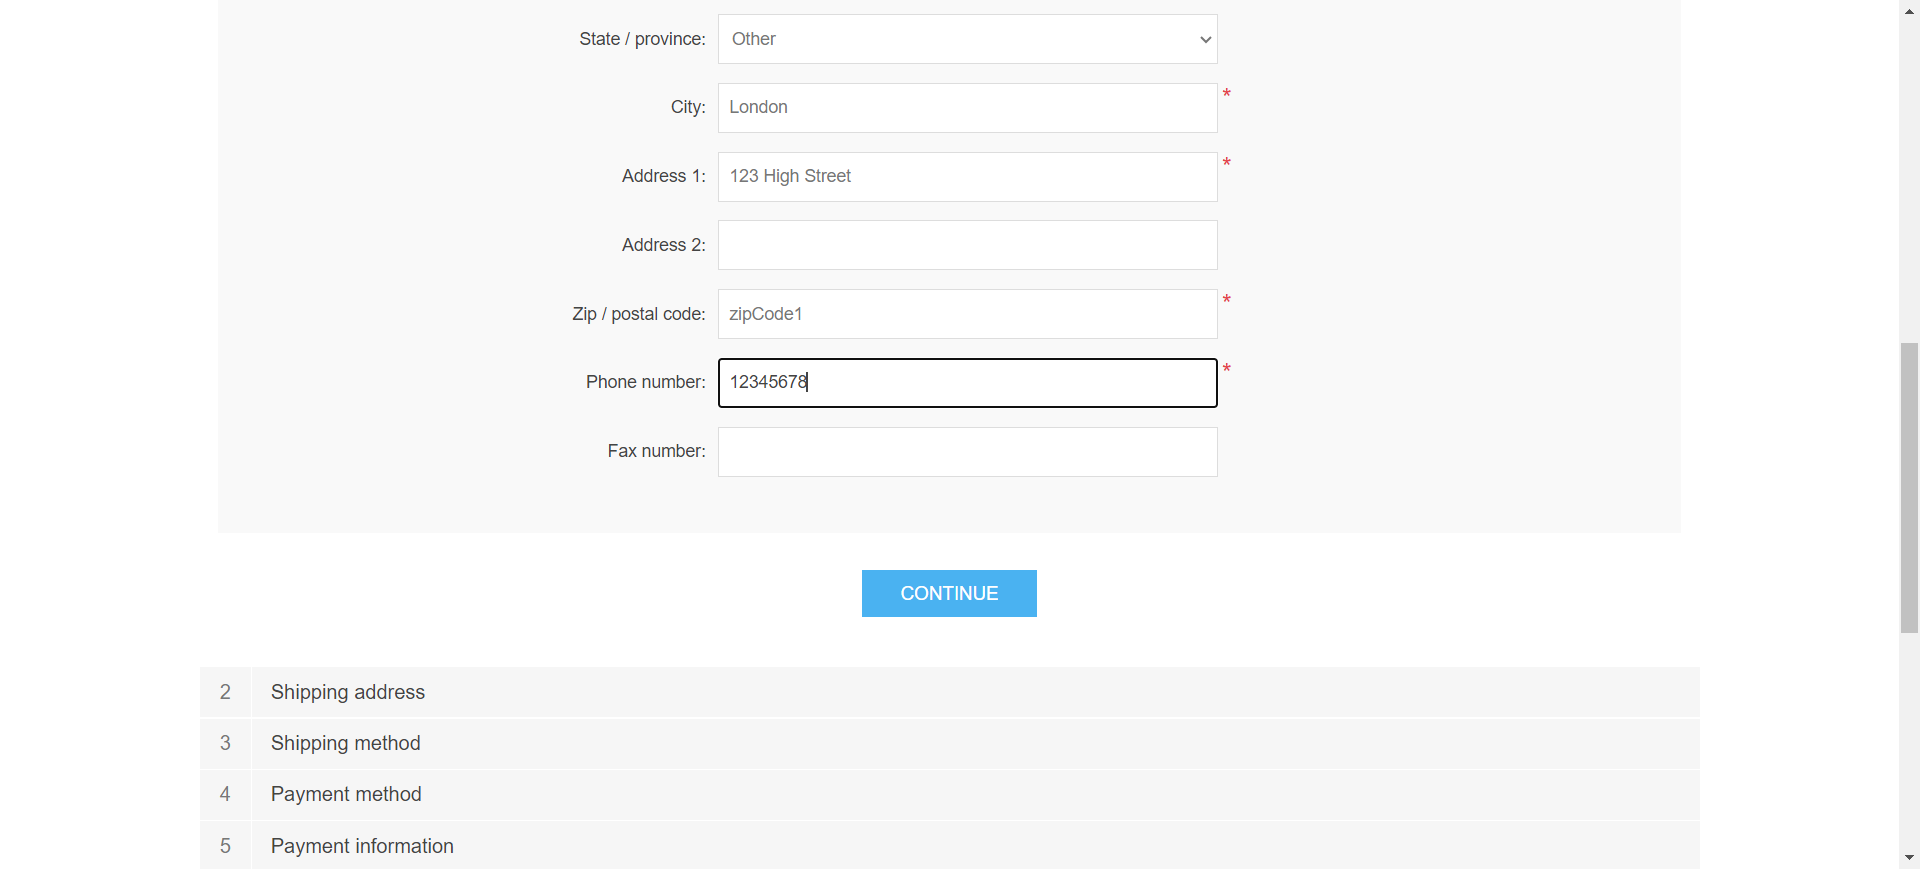 State / province: Other
City: London *
Address 1: 123 High Street *
Address 2:
Zip / postal code: zipCode1 *
Phone number: 12345678 *
Fax number:
CONTINUE
2 Shipping address
3 Shipping method
4 Payment method
5 Payment information